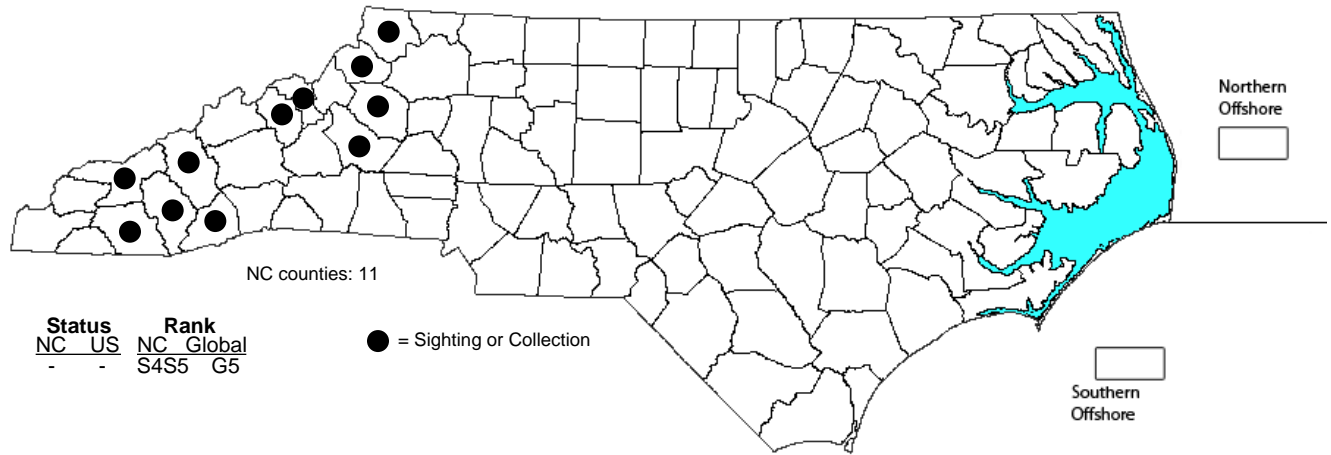 Northern
Offshore
NC counties: 11
Status Rank
NC US NC Global
- - S4S5 G5
= Sighting or Collection
Southern
Offshore